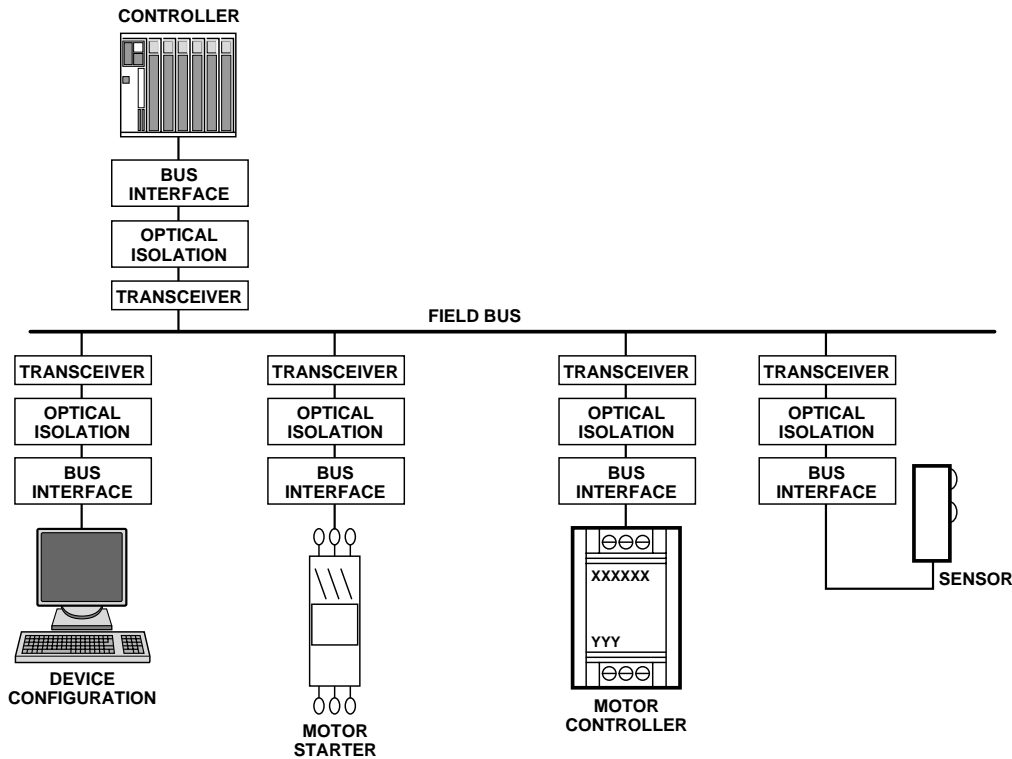 CONTROLLER
BUS
INTERFACE
OPTICAL
ISOLATION
TRANSCEIVER
FIELD BUS
TRANSCEIVER
OPTICAL
ISOLATION
BUS
INTERFACE
DEVICE
CONFIGURATION
TRANSCEIVER
OPTICAL
ISOLATION
BUS
INTERFACE
MOTOR
STARTER
TRANSCEIVER
OPTICAL
ISOLATION
BUS
INTERFACE
XXXXXX
YYY
MOTOR
CONTROLLER
TRANSCEIVER
OPTICAL
ISOLATION
BUS
INTERFACE
SENSOR